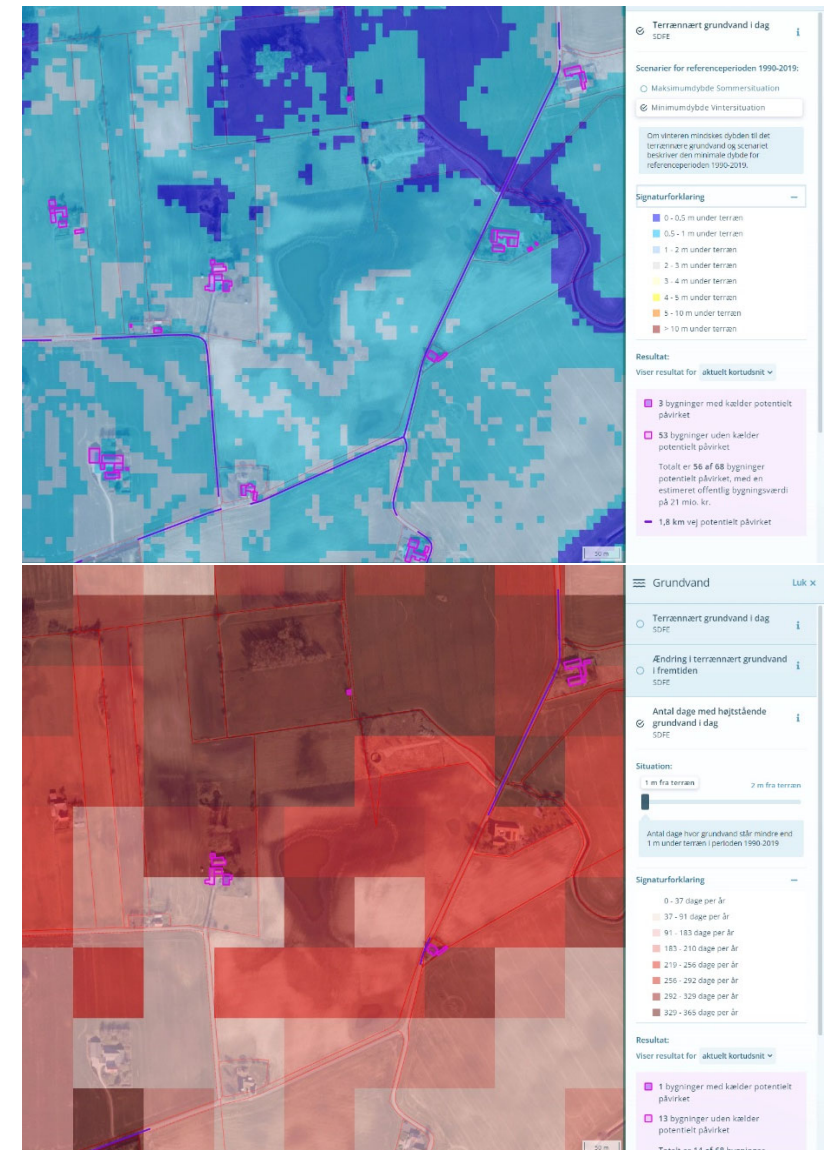 Terrænnært grundvand i dag
SDFE
i
Scenarier for referenceperioden 1990-2019:
Maksimumdybde Sommersituation
Minimumdybde Vintersituation
Om vinteren mindskes dybden til det
terrænnære grundvand og scenariet
beskriver den minimale dybde for
referenceperioden 1990-2019.
Signaturforklaring
0 - 0.5 m under terræn
0.5 - 1 m under terræn
1 - 2 m under terræn
2 - 3 m under terræn
3 - 4 m under terræn
4 - 5 m under terræn
5 - 10 m under terræn
> 10 m under terræn
Resultat:
Viser resultat for aktuelt kortudsnit
3 bygninger med kælder potentielt
påvirket
53 bygninger uden kælder
potentielt påvirket
Totalt er 56 af 68 bygninger
potentielt påvirket, med en
estimeret offentlig bygningsværdi
på 21 mio. kr.
1,8 km vej potentielt påvirket
50 m
Grundvand
Luk ×
Terrænnært grundvand i dag
SDFE
i
Ændring i terrænnært grundvand
i fremtiden
SDFE
i
Antal dage med højtstående
grundvand i dag
SDFE
i
Situation:
1 m fra terræn
2 m fra terræn
Antal dage hvor grundvand står mindre end
1 m under terræn i perioden 1990-2019
Signaturforklaring
0 - 37 dage per år
37 - 91 dage per år
91 - 183 dage per år
183 - 210 dage per år
219 - 256 dage per år
256 - 292 dage per år
292 - 329 dage per år
329 - 365 dage per år
Resultat:
Viser resultat for aktuelt kortudsnit
1 bygninger med kælder potentielt
påvirket
13 bygninger uden kælder
potentielt påvirket
Totalt er 14 af 68 bygninger
50 m